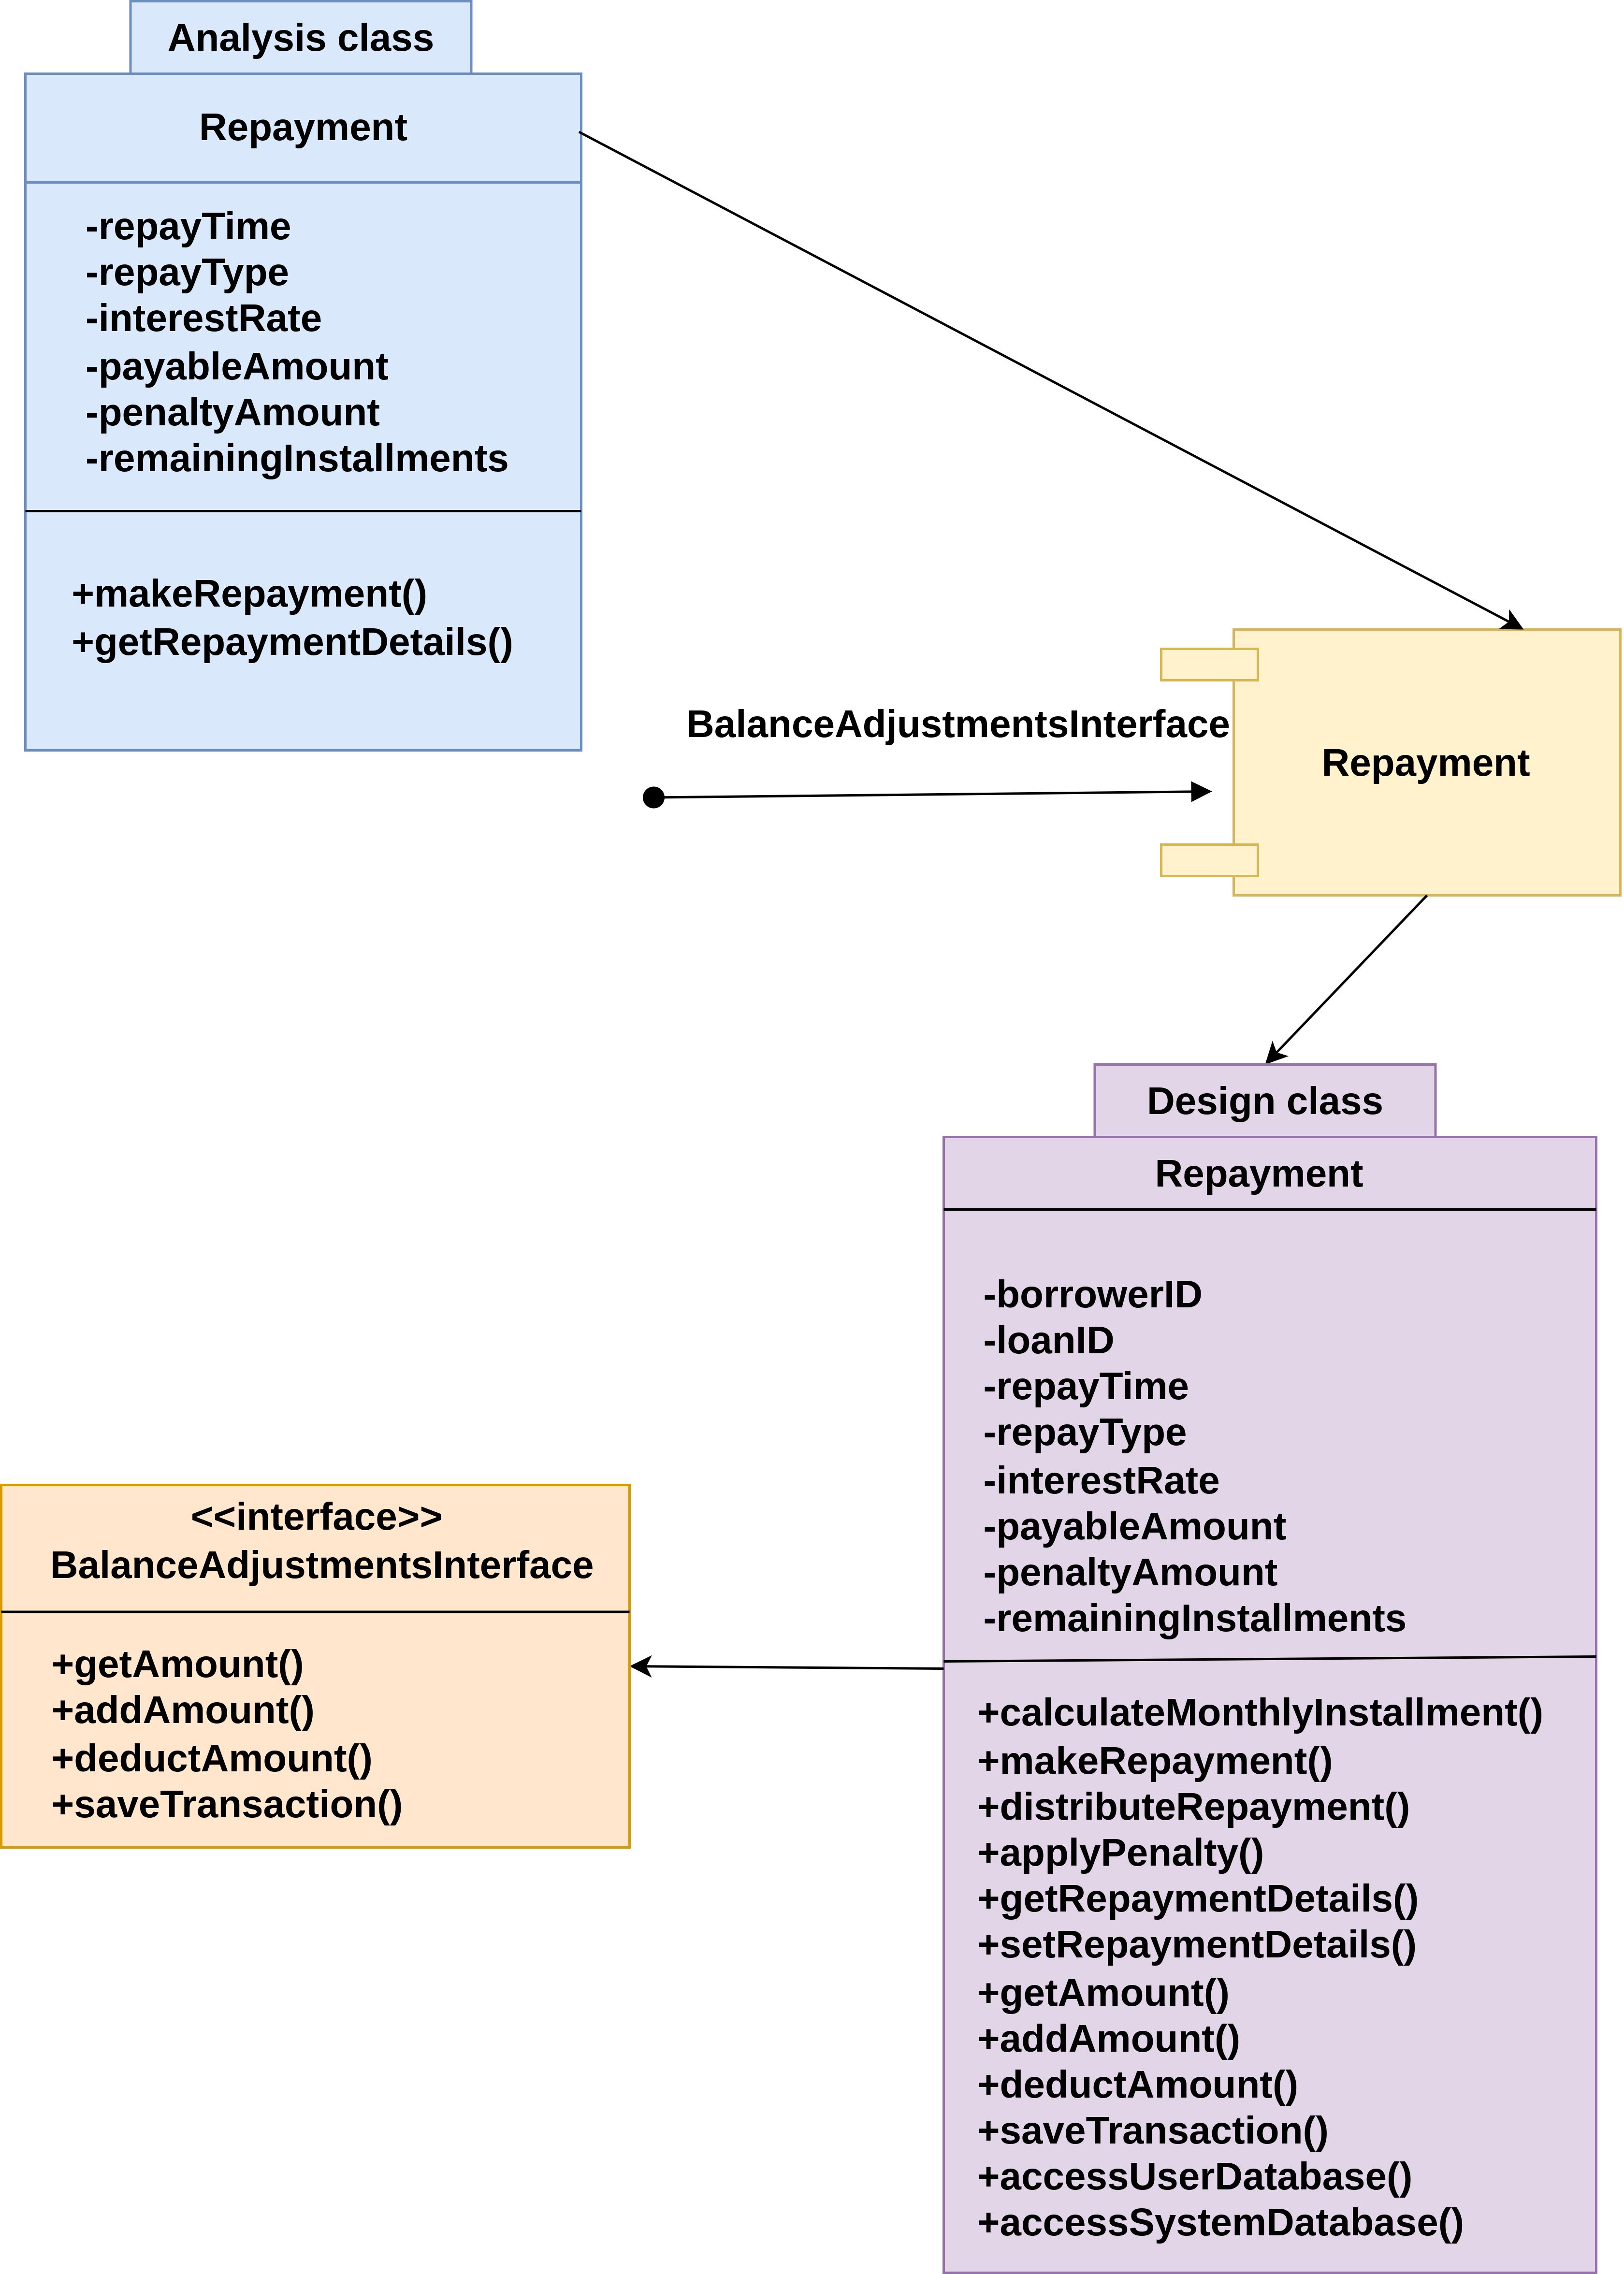 Analysis class
Repayment
-repayTime
-repayType
-interestRate
-payableAmount
-penaltyAmount
-remainingInstallments
+makeRepayment()
+getRepaymentDetails()
BalanceAdjustmentsInterface
Repayment
Design class
Repayment
-borrowerID
-loanID
-repayTime
-repayType
-interestRate
-payableAmount
-penaltyAmount
-remainingInstallments
+calculateMonthlyInstallment()
+makeRepayment()
+distributeRepayment()
+applyPenalty()
+getRepaymentDetails()
+setRepaymentDetails()
+getAmount()
+addAmount()
+deductAmount()
+saveTransaction()
+accessUserDatabase()
+accessSystemDatabase()
<<interface>>
BalanceAdjustmentsInterface
+getAmount()
+addAmount()
+deductAmount()
+saveTransaction()